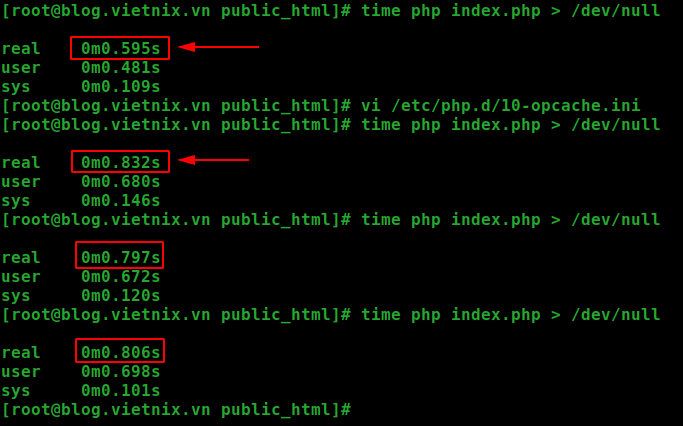 [root@blog.vietnix.vn public_html]# time php index.php > /dev/null
real 0m0.595s
user 0m0.481s
sys 0m0.109s
[root@blog.vietnix.vn public_html]# vi /etc/php.d/10-opcache.ini
[root@blog.vietnix.vn public_html]# time php index.php > /dev/null
real 0m0.832s
user 0m0.680s
sys 0m0.146s
[root@blog.vietnix.vn public_html]# time php index.php > /dev/null
real 0m0.797s
user 0m0.672s
sys 0m0.120s
[root@blog.vietnix.vn public_html]# time php index.php > /dev/null
real 0m0.806s
user 0m0.698s
sys 0m0.101s
[root@blog.vietnix.vn public_html]#